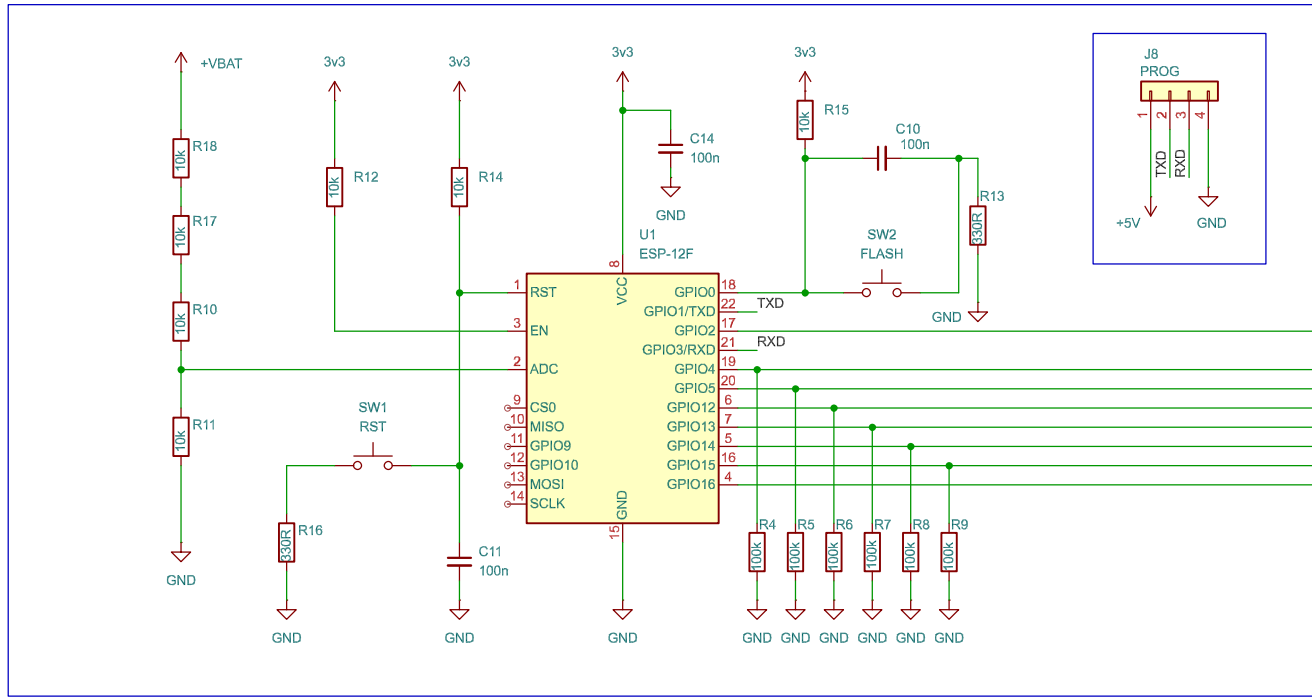 +VBAT
3v3
3v3
3v3
3v3
J8
PROG
1
2
3
4
TXD
RXD
+5V
GND
R15
10k
C10
100n
C14
100n
GND
R18
10k
R12
10k
R14
10k
R17
10k
R13
330R
U1
ESP-12F
SW2
FLASH
GND
R10
10k
R11
10k
GND
8
VCC
1
RST
3
EN
2
ADC
9
CS0
10
MISO
11
GPIO9
12
GPIO10
13
MOSI
14
SCLK
GND
15
GPIO0
18
GPIO1/TXD
22
TXD
GPIO2
17
GPIO3/RXD
21
RXD
GPIO4
19
GPIO5
20
GPIO12
6
GPIO13
7
GPIO14
5
GPIO15
16
GPIO16
4
SW1
RST
R16
330R
C11
100n
R4
100k
R5
100k
R6
100k
R7
100k
R8
100k
R9
100k
GND
GND
GND
GND
GND
GND
GND
GND
GND